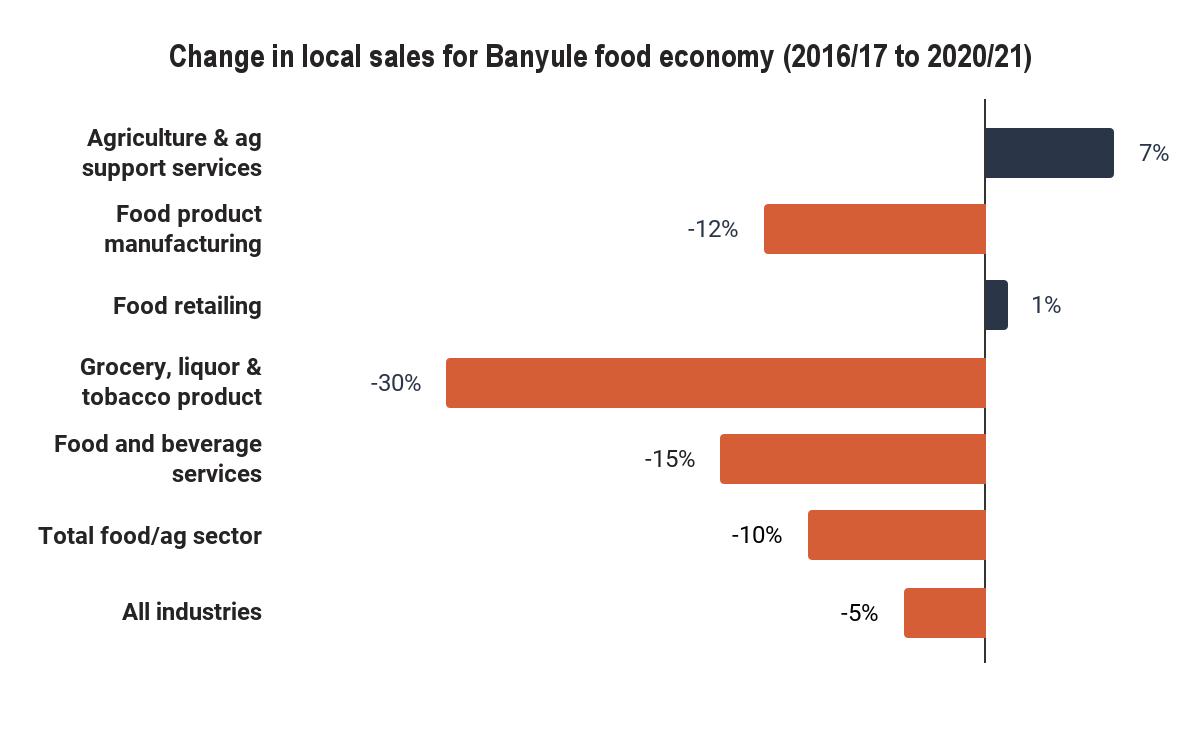 Change in local sales for Banyule food economy (2016/17 to 2020/21)
Agriculture & ag
support services
7%
Food product
manufacturing
-12%
Food retailing
1%
Grocery, liquor &
tobacco product
-30%
Food and beverage
services
-15%
Total food/ag sector
-10%
All industries
-5%